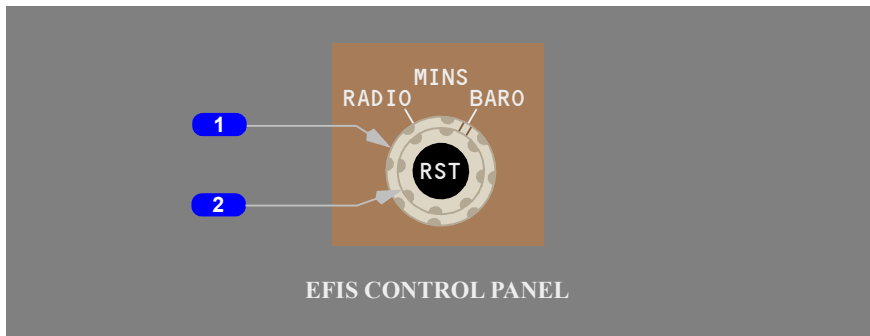 MINS
RADIO BARO
1
RST
2
EFIS CONTROL PANEL